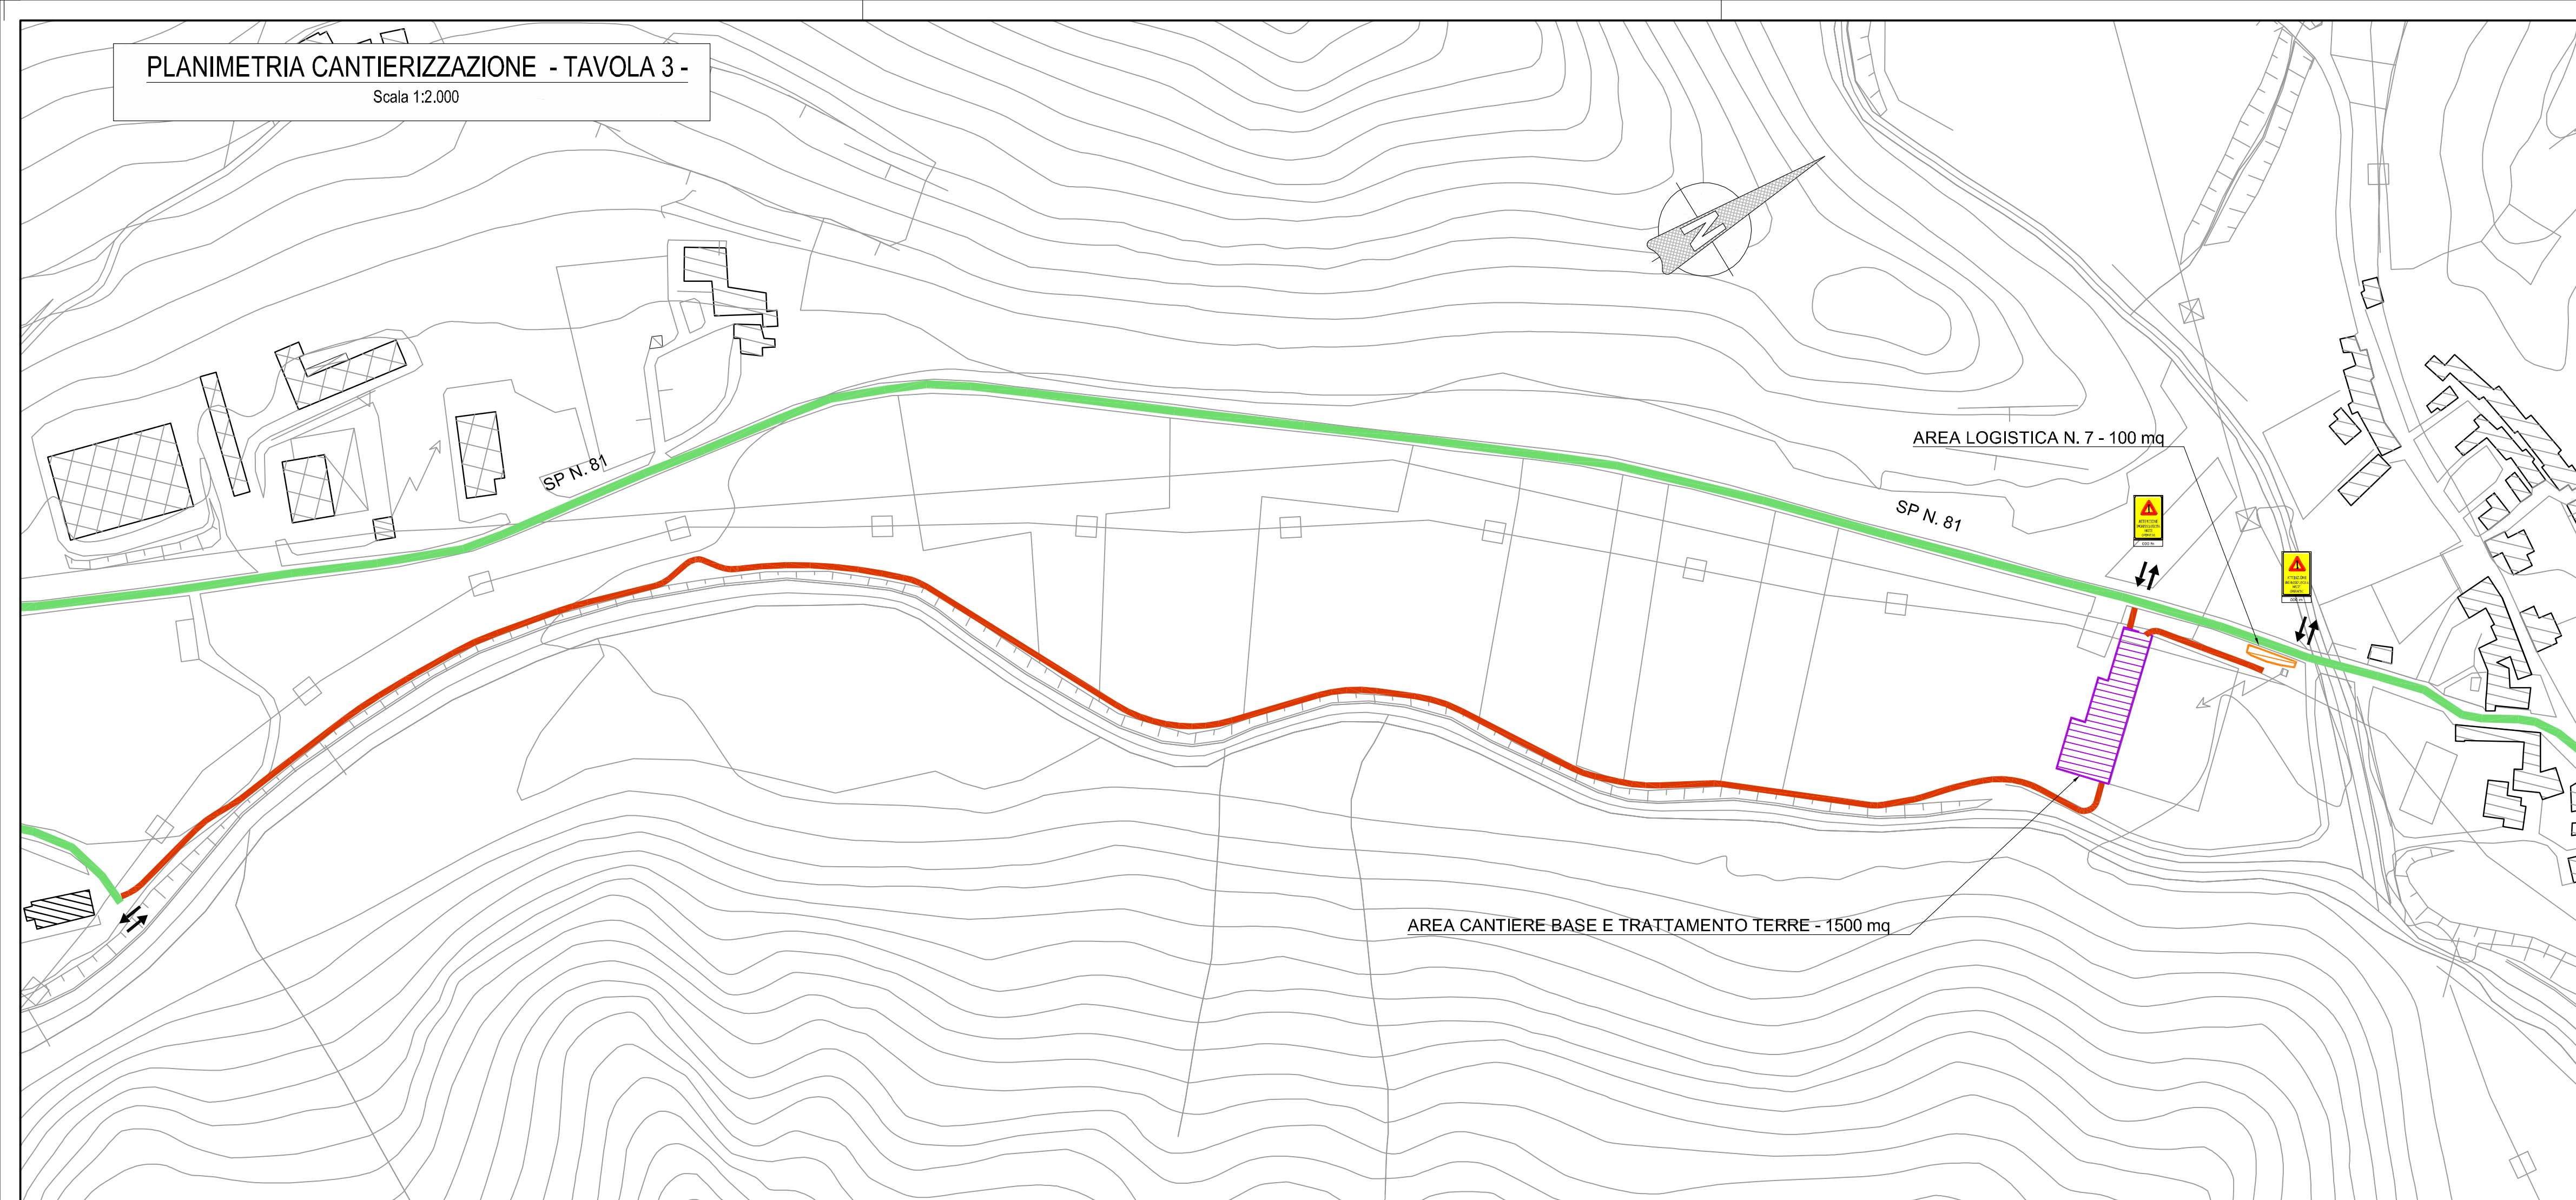 PLANIMETRIA CANTIERIZZAZIONE - TAVOLA 3 -
Scala 1:2.000
N
AREA LOGISTICA N. 7 - 100 mq
SP N. 81
SP N. 81
AREA CANTIERE BASE E TRATTAMENTO TERRE - 1500 mq